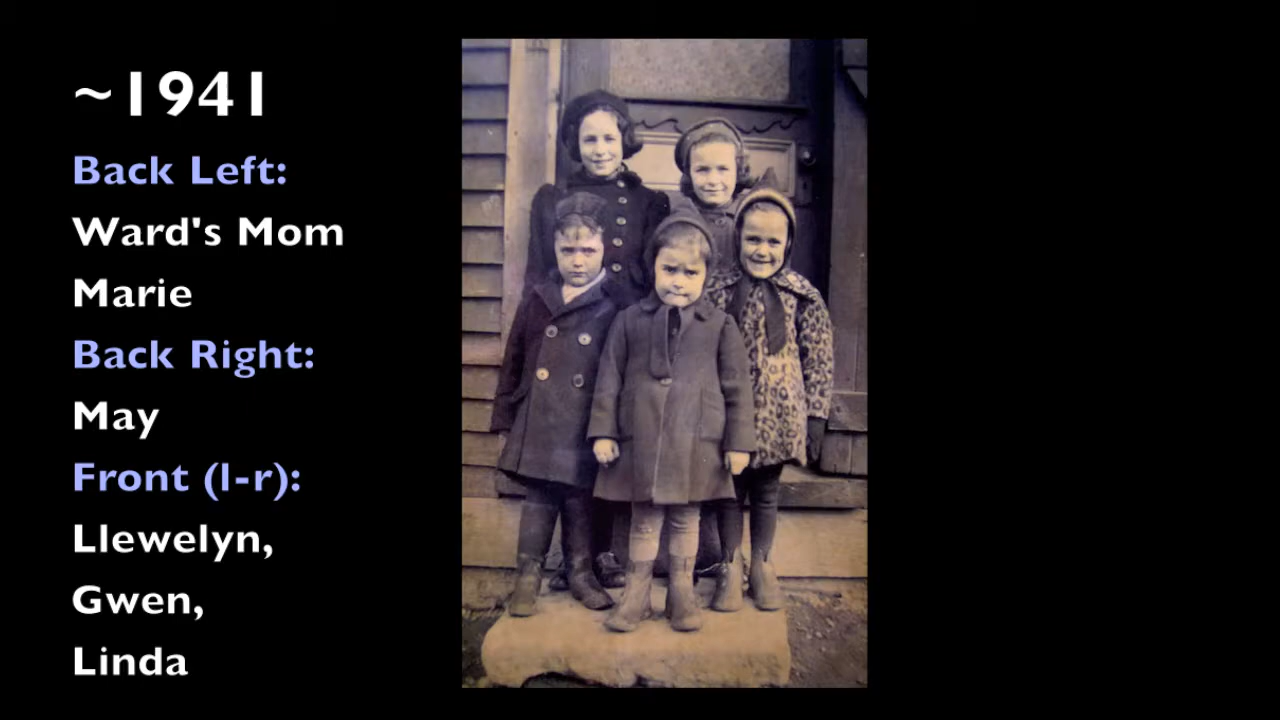 ~1941
Back Left:
Ward's Mom
Marie
Back Right:
May
Front (l-r):
Llewelyn,
Gwen,
Linda